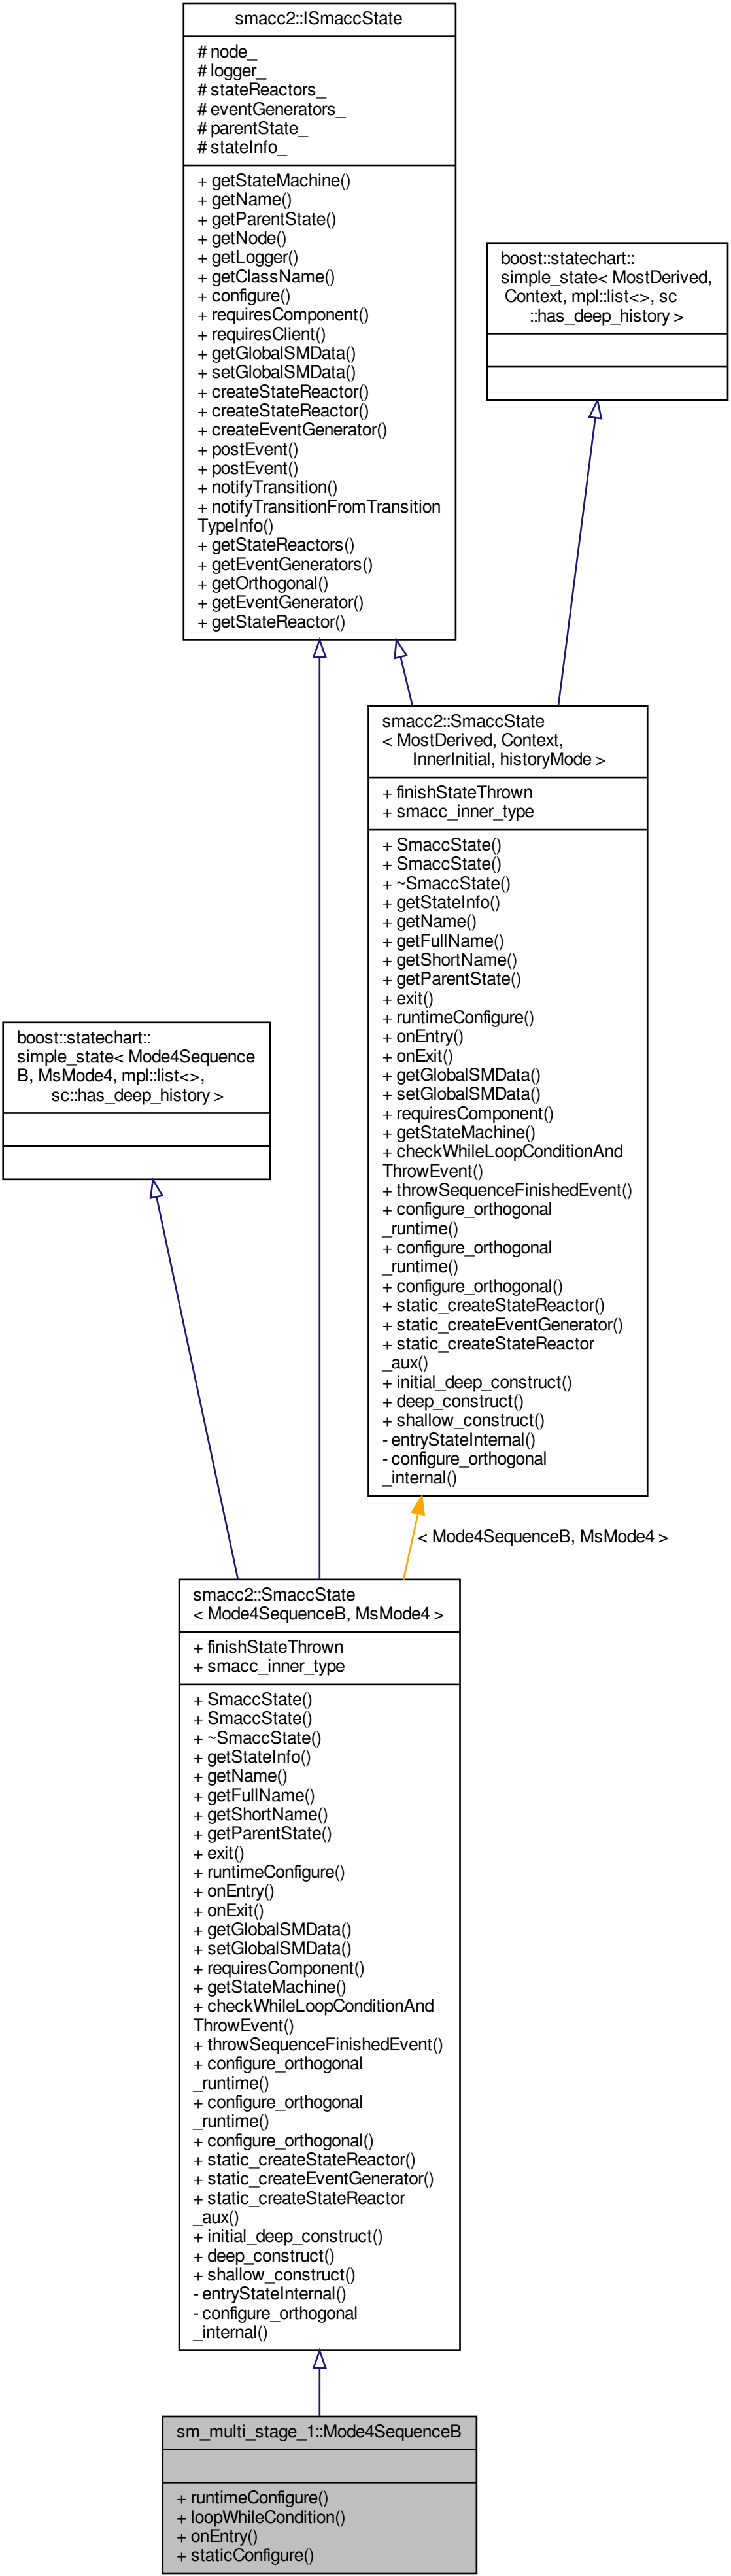 smacc2::ISmaccState
# node_
# logger_
# stateReactors_
# eventGenerators_
# parentState_
# stateInfo_
+ getStateMachine()
+ getName()
+ getParentState()
+ getNode()
+ getLogger()
+ getClassName()
+ configure()
+ requiresComponent()
+ requiresClient()
+ getGlobalSMData()
+ setGlobalSMData()
+ createStateReactor()
+ createStateReactor()
+ createEventGenerator()
+ postEvent()
+ postEvent()
+ notifyTransition()
+ notifyTransitionFromTransition
TypeInfo()
+ getStateReactors()
+ getEventGenerators()
+ getOrthogonal()
+ getEventGenerator()
+ getStateReactor()
boost::statechart::
simple_state< MostDerived,
Context, mpl::list<>, sc
::has_deep_history >
smacc2::SmaccState
< MostDerived, Context,
InnerInitial, historyMode >
+ finishStateThrown
+ smacc_inner_type
+ SmaccState()
+ SmaccState()
+ ~SmaccState()
+ getStateInfo()
+ getName()
+ getFullName()
+ getShortName()
+ getParentState()
+ exit()
+ runtimeConfigure()
+ onEntry()
+ onExit()
+ getGlobalSMData()
+ setGlobalSMData()
+ requiresComponent()
+ getStateMachine()
+ checkWhileLoopConditionAnd
ThrowEvent()
+ throwSequenceFinishedEvent()
+ configure_orthogonal
_runtime()
+ configure_orthogonal
_runtime()
+ configure_orthogonal()
+ static_createStateReactor()
+ static_createEventGenerator()
+ static_createStateReactor
_aux()
+ initial_deep_construct()
+ deep_construct()
+ shallow_construct()
- entryStateInternal()
- configure_orthogonal
_internal()
boost::statechart::
simple_state< Mode4Sequence
B, MsMode4, mpl::list<>,
sc::has_deep_history >
< Mode4SequenceB, MsMode4 >
smacc2::SmaccState
< Mode4SequenceB, MsMode4 >
+ finishStateThrown
+ smacc_inner_type
+ SmaccState()
+ SmaccState()
+ ~SmaccState()
+ getStateInfo()
+ getName()
+ getFullName()
+ getShortName()
+ getParentState()
+ exit()
+ runtimeConfigure()
+ onEntry()
+ onExit()
+ getGlobalSMData()
+ setGlobalSMData()
+ requiresComponent()
+ getStateMachine()
+ checkWhileLoopConditionAnd
ThrowEvent()
+ throwSequenceFinishedEvent()
+ configure_orthogonal
_runtime()
+ configure_orthogonal
_runtime()
+ configure_orthogonal()
+ static_createStateReactor()
+ static_createEventGenerator()
+ static_createStateReactor
_aux()
+ initial_deep_construct()
+ deep_construct()
+ shallow_construct()
- entryStateInternal()
- configure_orthogonal
_internal()
sm_multi_stage_1::Mode4SequenceB
+ runtimeConfigure()
+ loopWhileCondition()
+ onEntry()
+ staticConfigure()